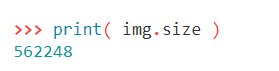 >>> print( img.size )
562248